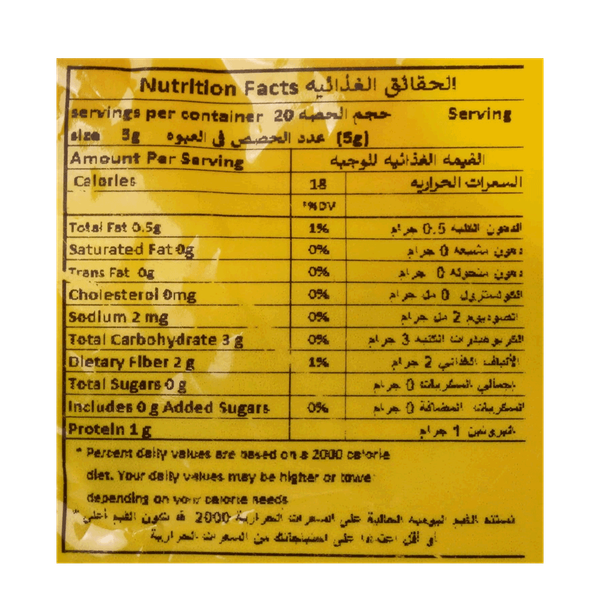 Nutrition Facts الحقائق الغذائيه
servings per container 20 حجم الحصه Serving
size 5g عدد الحصص في العبوه (5g)
Amount Per Serving القيمه الغذائيه للوجبه
Calories 18 السعرات الحراريه
%DV
Total Fat 0.5g 1% الدهون الكليه 0.5 جرام
Saturated Fat 0g 0% دهون مشبعه 0 جرام
Trans Fat 0g 0% دهون متحوله 0 جرام
Cholesterol 0mg 0% الكوليسترول 0 مل جرام
Sodium 2 mg 0% الصوديوم 2 مل جرام
Total Carbohydrate 3 g 0% الكربوهيدرات الكليه 3 جرام
Dietary Fiber 2 g 1% الألياف الغذائي 2 جرام
Total Sugars 0 g إجمالي السكريات 0 جرام
Includes 0 g Added Sugars 0% السكريات المضافة 0 جرام
Protein 1 g البروتين 1 جرام
* Percent daily values are based on a 2000 calorie
diet. Your daily values may be higher or lower
depending on your calorie needs
* تستند القيم اليوميه الحالية على السعرات الحرارية 2000 قد تكون القيم أعلى
أو أقل اعتمادا على احتياجاتك من السعرات الحرارية